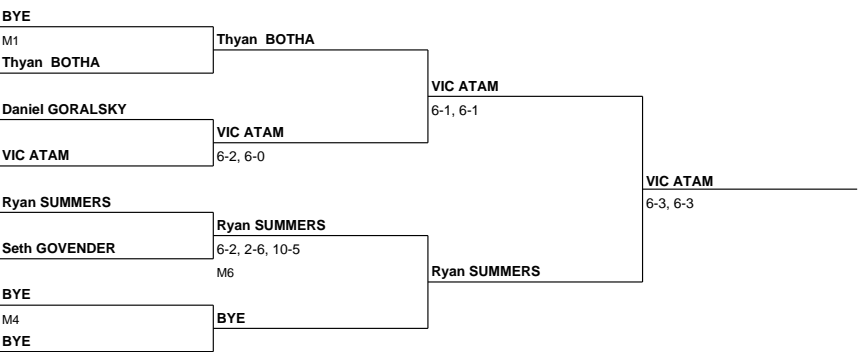 BYE
M1
Thyan BOTHA
Thyan BOTHA
Daniel GORALSKY
VIC ATAM
VIC ATAM
6-2, 6-0
VIC ATAM
6-1, 6-1
Ryan SUMMERS
Seth GOVENDER
Ryan SUMMERS
6-2, 2-6, 10-5
M6
BYE
M4
BYE
BYE
Ryan SUMMERS
VIC ATAM
6-3, 6-3